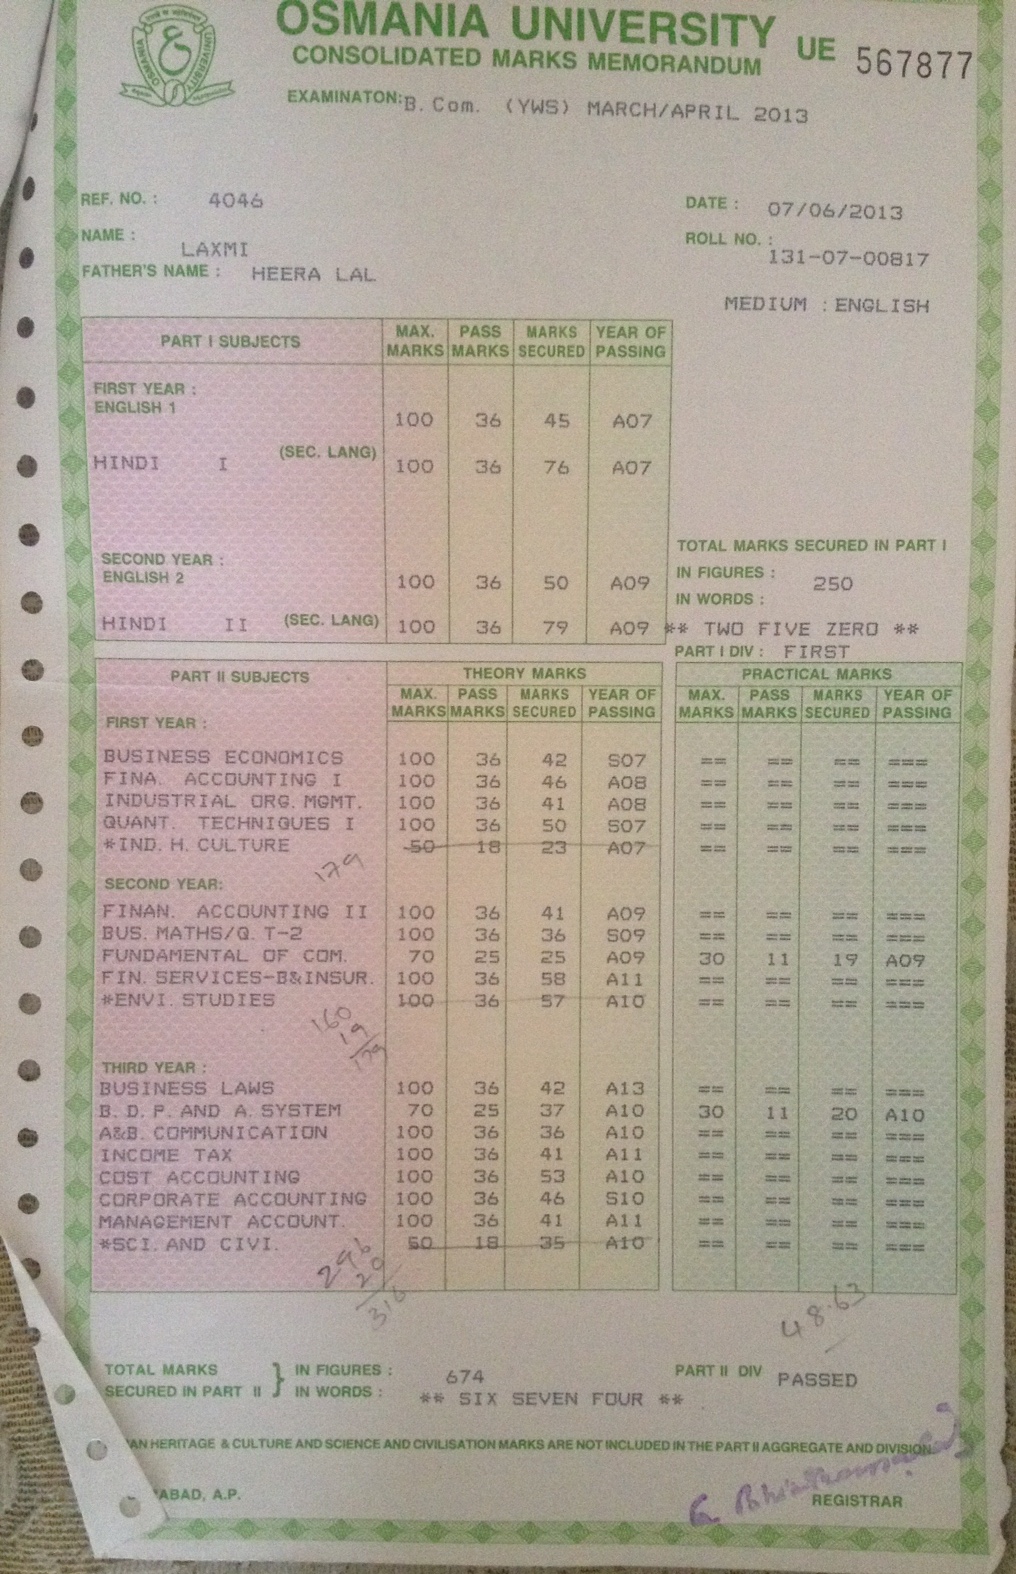 OSMANIA UNIVERSITY
CONSOLIDATED MARKS MEMORANDUM
UE 567877
EXAMINATON: B.Com. (YWS) MARCH/APRIL 2013
REF. NO. : 4046
DATE : 07/06/2013
NAME : LAXMI
ROLL NO. : 131-07-00817
FATHER'S NAME : HEERA LAL
MEDIUM : ENGLISH
PART I SUBJECTS MAX. MARKS PASS MARKS MARKS SECURED YEAR OF PASSING
FIRST YEAR :
ENGLISH 1 100 36 45 A07
HINDI I (SEC. LANG) 100 36 76 A07
SECOND YEAR :
ENGLISH 2 100 36 50 A09
HINDI II (SEC. LANG) 100 36 79 A09
TOTAL MARKS SECURED IN PART I
IN FIGURES : 250
IN WORDS :
** TWO FIVE ZERO **
PART I DIV : FIRST
PART II SUBJECTS THEORY MARKS PRACTICAL MARKS
MAX. MARKS PASS MARKS MARKS SECURED YEAR OF PASSING MAX. MARKS PASS MARKS MARKS SECURED YEAR OF PASSING
FIRST YEAR :
BUSINESS ECONOMICS 100 36 42 S07 == == == ===
FINA. ACCOUNTING I 100 36 46 A08 == == == ===
INDUSTRIAL ORG. MGMT. 100 36 41 A08 == == == ===
QUANT. TECHNIQUES I 100 36 50 S07 == == == ===
*IND. H. CULTURE 50 18 23 A07 == == == ===
179
SECOND YEAR:
FINAN. ACCOUNTING II 100 36 41 A09 == == == ===
BUS. MATHS/Q. T-2 100 36 36 S09 == == == ===
FUNDAMENTAL OF COM. 70 25 25 A09 30 11 19 A09
FIN. SERVICES-B&INSUR. 100 36 58 A11 == == == ===
*ENVI. STUDIES 100 36 57 A10 == == == ===
160
19
179
THIRD YEAR :
BUSINESS LAWS 100 36 42 A13 == == == ===
B. D. P. AND A. SYSTEM 70 25 37 A10 30 11 20 A10
A&B. COMMUNICATION 100 36 36 A10 == == == ===
INCOME TAX 100 36 41 A11 == == == ===
COST ACCOUNTING 100 36 53 A10 == == == ===
CORPORATE ACCOUNTING 100 36 46 S10 == == == ===
MANAGEMENT ACCOUNT. 100 36 41 A11 == == == ===
*SCI. AND CIVI. 50 18 35 A10 == == == ===
296
20
316
48.63
TOTAL MARKS SECURED IN PART II } IN FIGURES : 674
IN WORDS : ** SIX SEVEN FOUR **
PART II DIV PASSED
AN HERITAGE & CULTURE AND SCIENCE AND CIVILISATION MARKS ARE NOT INCLUDED IN THE PART II AGGREGATE AND DIVISION
ABAD, A.P.
REGISTRAR